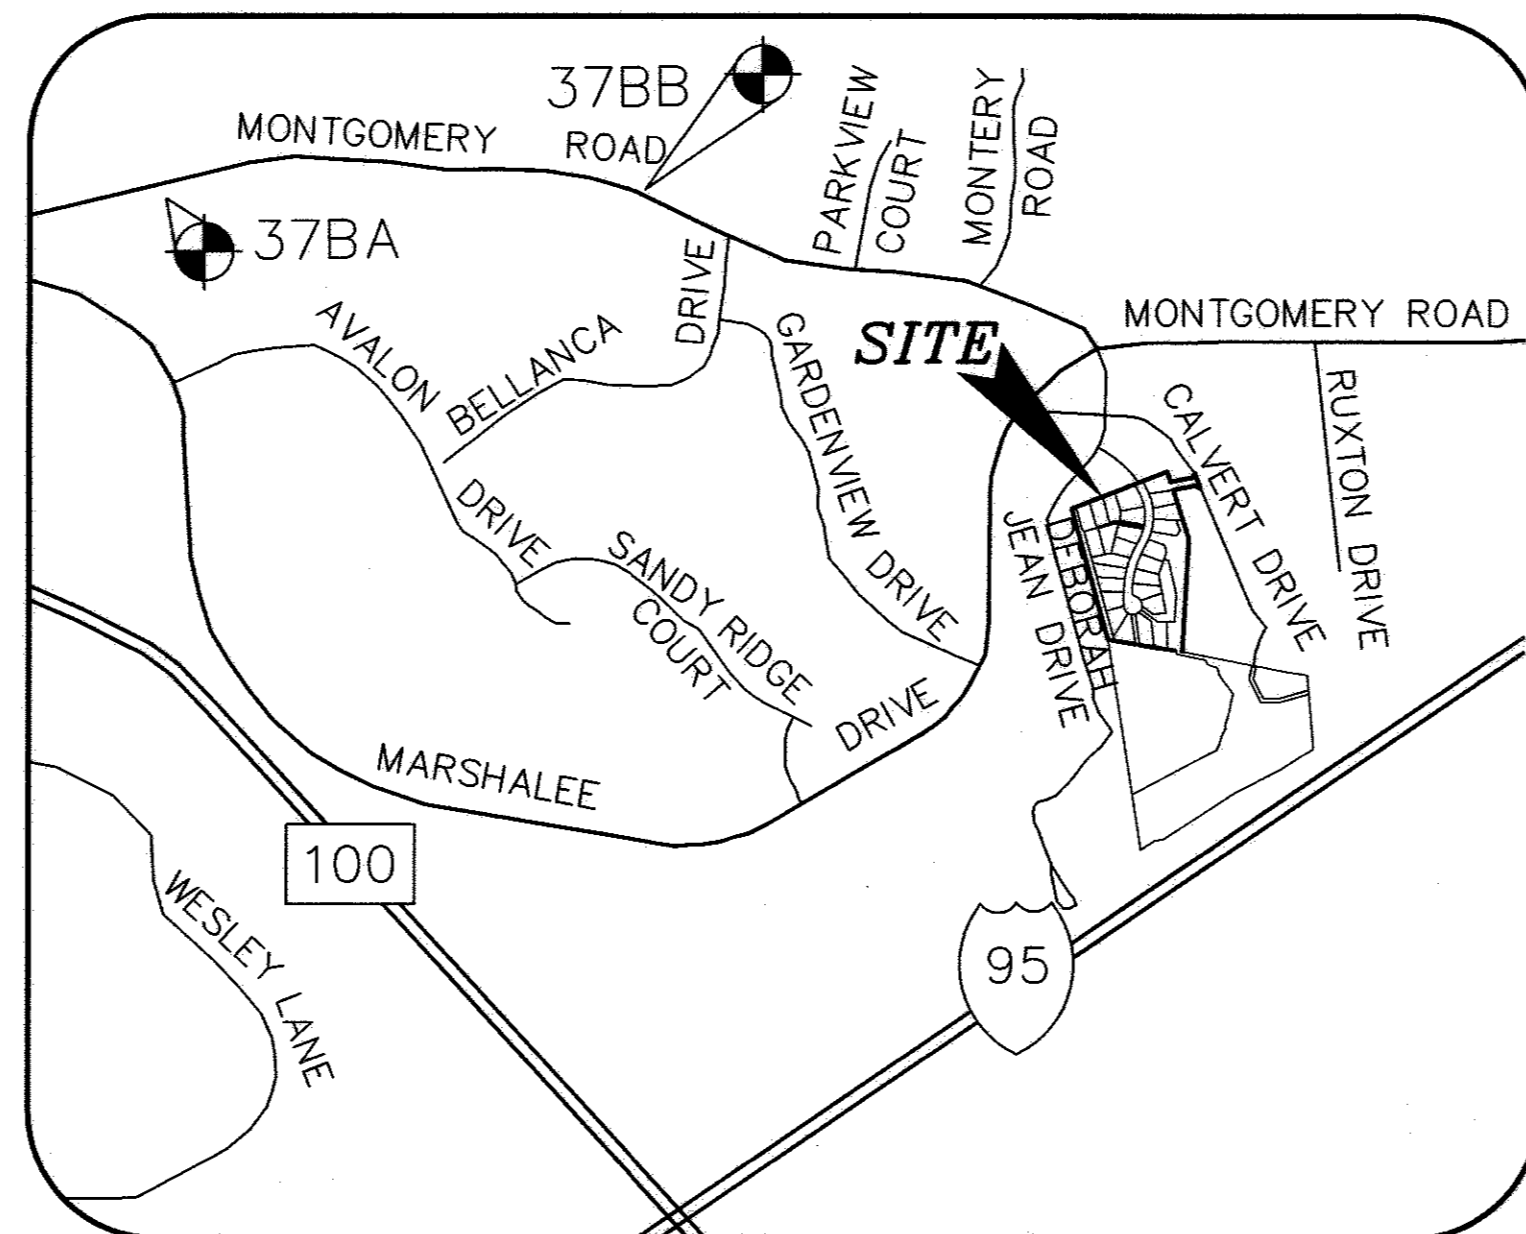 37BB
MONTGOMERY ROAD
PARKVIEW
COURT
MONTERY
ROAD
37BA
MONTGOMERY ROAD
SITE
AVALON
DRIVE
BELLANCA
DRIVE
GARDENVIEW DRIVE
CALVERT DRIVE
RUXTON DRIVE
DEBORAH
JEAN DRIVE
SANDY RIDGE
COURT
MARSHALEE
DRIVE
100
WESLEY LANE
95